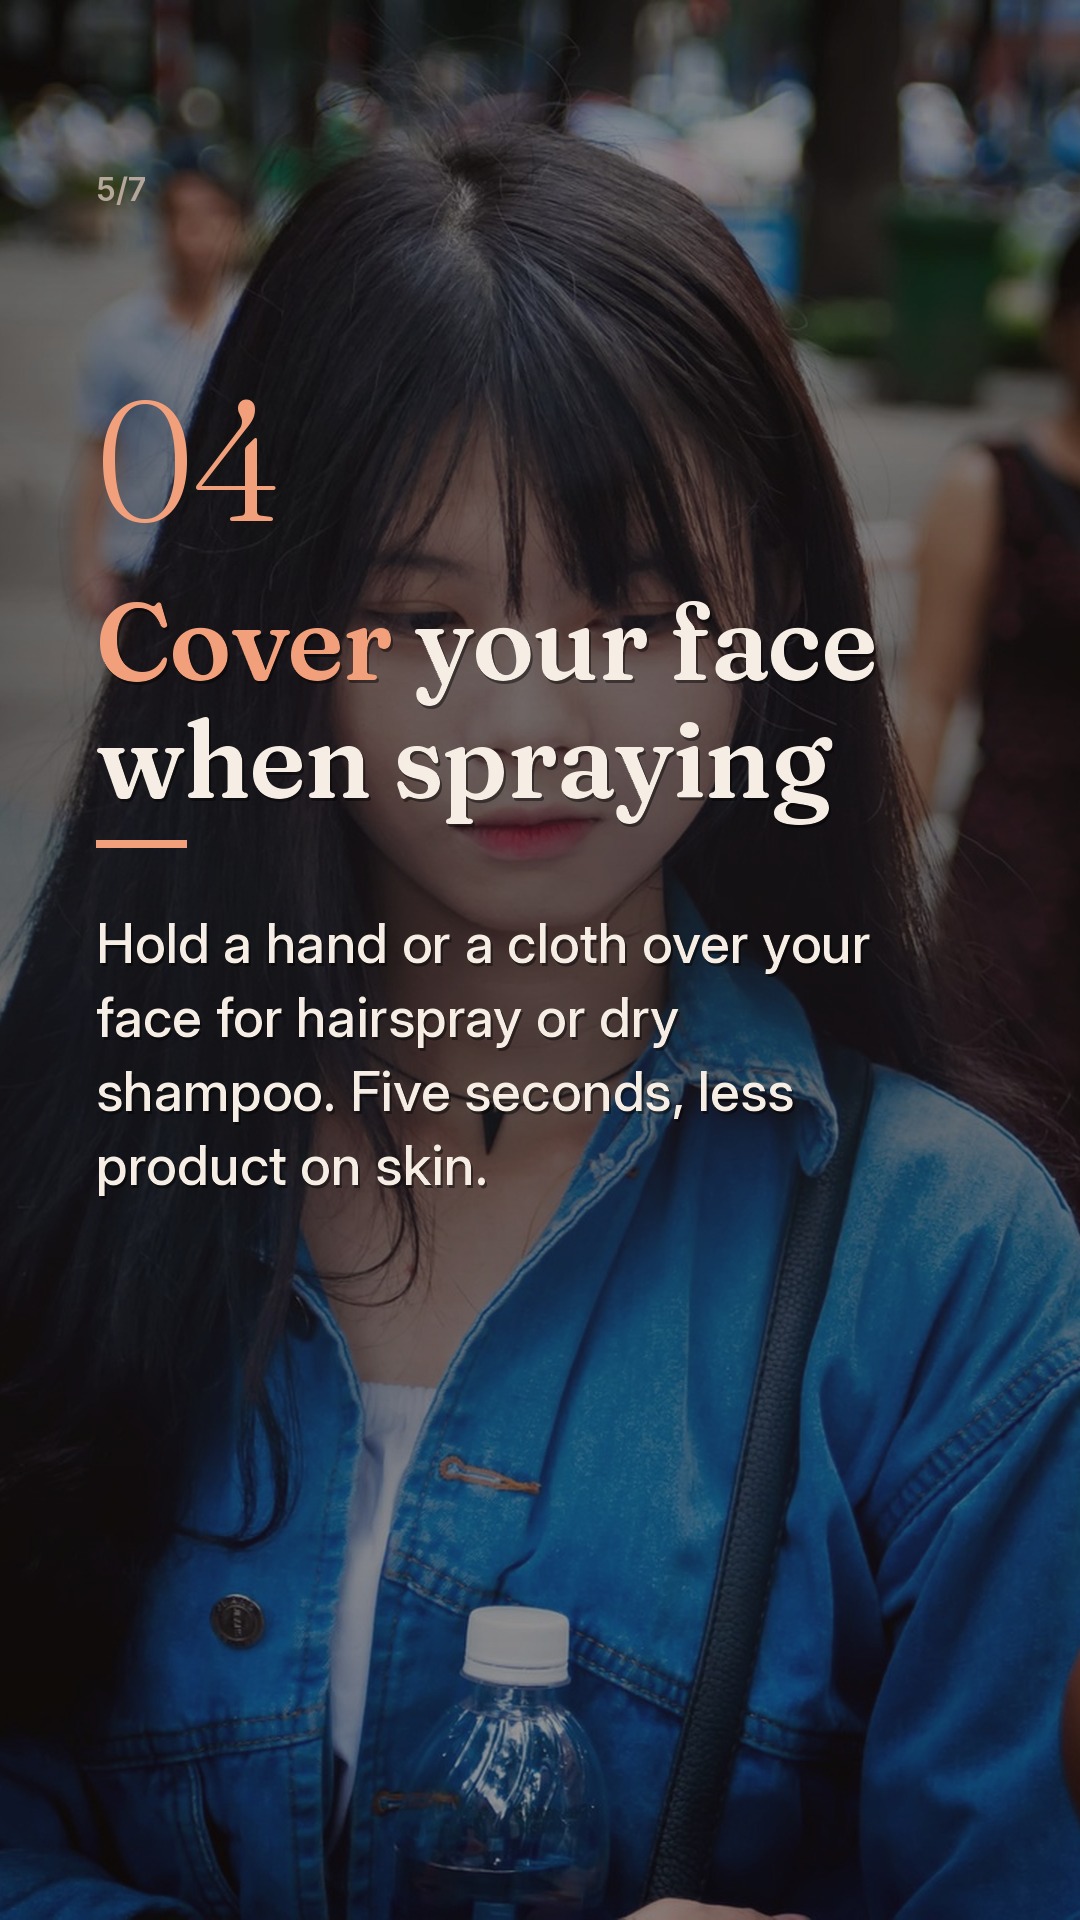 5/7
04
Cover your face
when spraying
Hold a hand or a cloth over your
face for hairspray or dry
shampoo. Five seconds, less
product on skin.